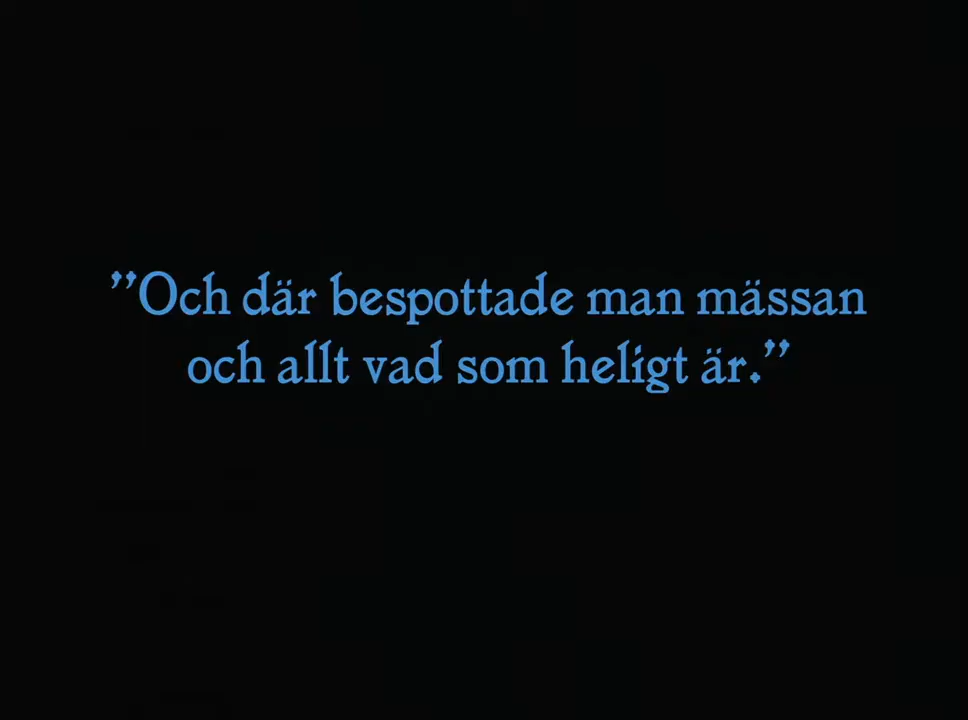 ”Och där bespottade man mässan
och allt vad som heligt är.”